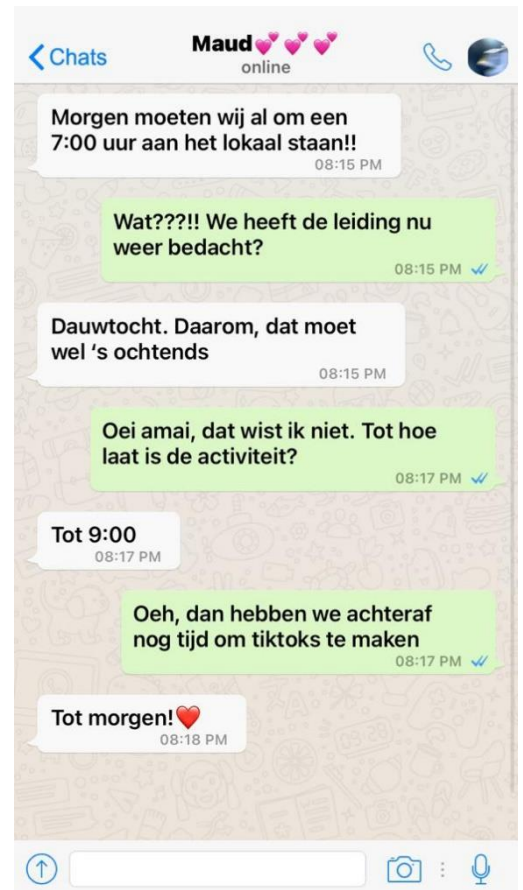 Chats
Maud💕💕💕
online
Morgen moeten wij al om een
7:00 uur aan het lokaal staan!!
08:15 PM
Wat???!! We heeft de leiding nu
weer bedacht?
08:15 PM
Dauwtocht. Daarom, dat moet
wel ‘s ochtends
08:15 PM
Oei amai, dat wist ik niet. Tot hoe
laat is de activiteit?
08:17 PM
Tot 9:00
08:17 PM
Oeh, dan hebben we achteraf
nog tijd om tiktoks te maken
08:17 PM
Tot morgen!❤️
08:18 PM